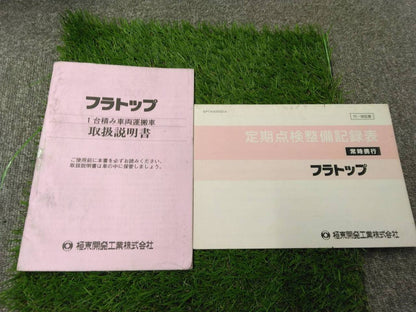 フラトップ
1台積み車両運搬車
取扱説明書
ご使用前に本書を必ずお読みください。
取扱説明書は車の中に保管しましょう。
極東開発工業株式会社
定期点検整備記録表
常時携行
フラトップ
極東開発工業株式会社